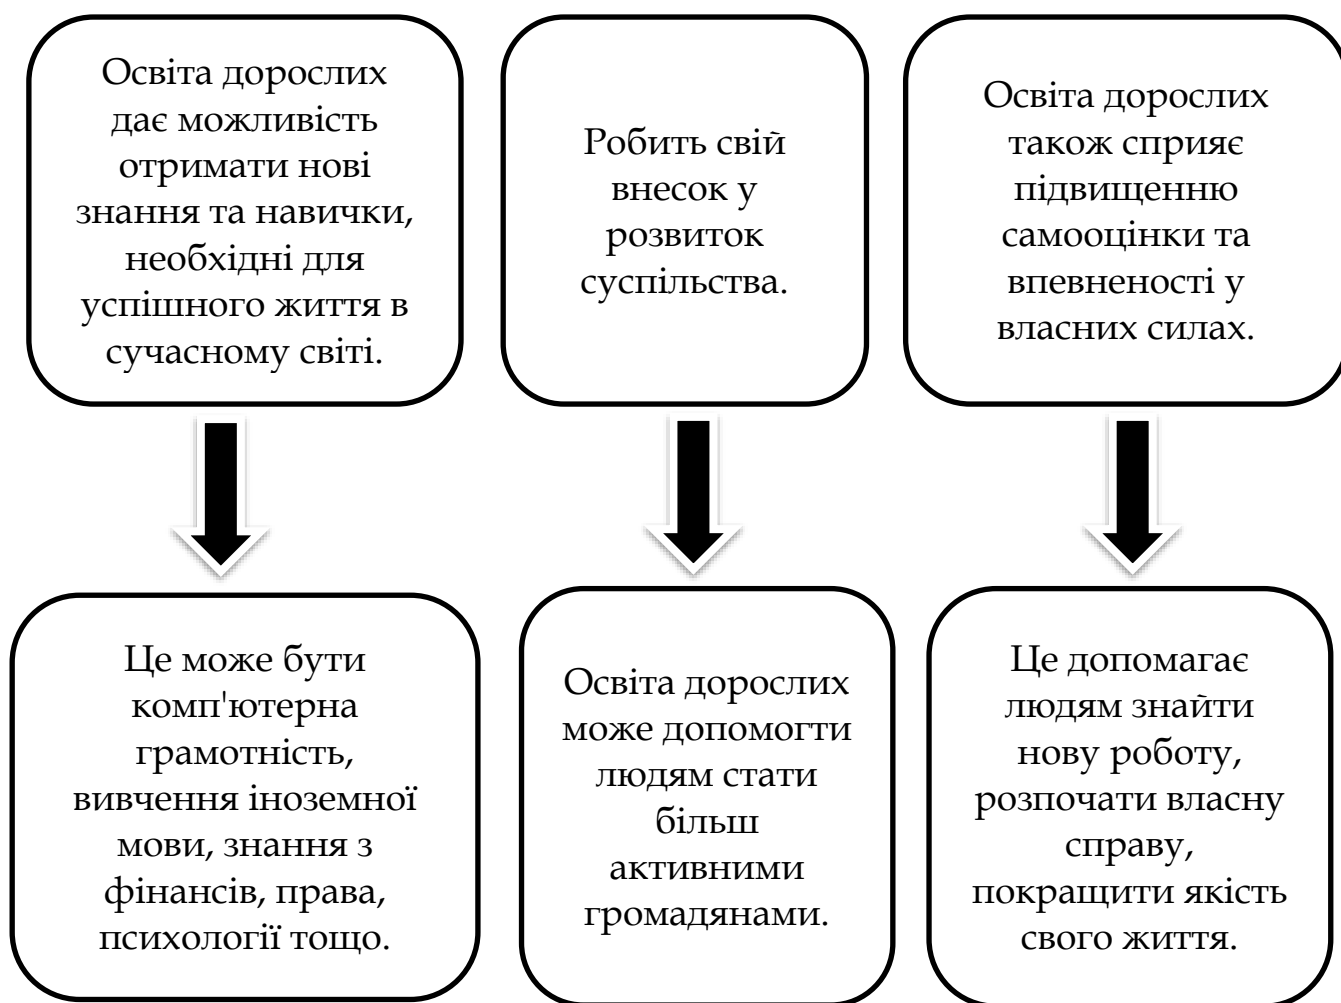 Освіта дорослих
дає можливість
отримати нові
знання та навички,
необхідні для
успішного життя в
сучасному світі.
Робить свій
внесок у
розвиток
суспільства.
Освіта дорослих
також сприяє
підвищенню
самооцінки та
впевненості у
власних силах.
Це може бути
комп'ютерна
грамотність,
вивчення іноземної
мови, знання з
фінансів, права,
психології тощо.
Освіта дорослих
може допомогти
людям стати
більш
активними
громадянами.
Це допомагає
людям знайти
нову роботу,
розпочати власну
справу,
покращити якість
свого життя.